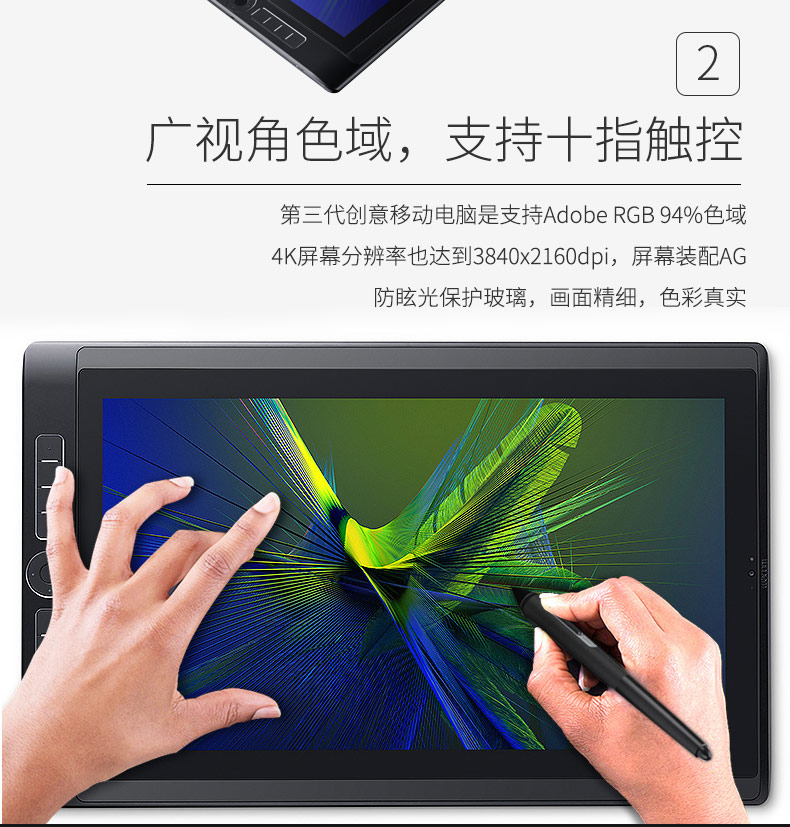 2
广视角色域，支持十指触控
第三代创意移动电脑是支持Adobe RGB 94%色域
4K屏幕分辨率也达到3840x2160dpi，屏幕装配AG
防眩光保护玻璃，画面精细，色彩真实
wacom